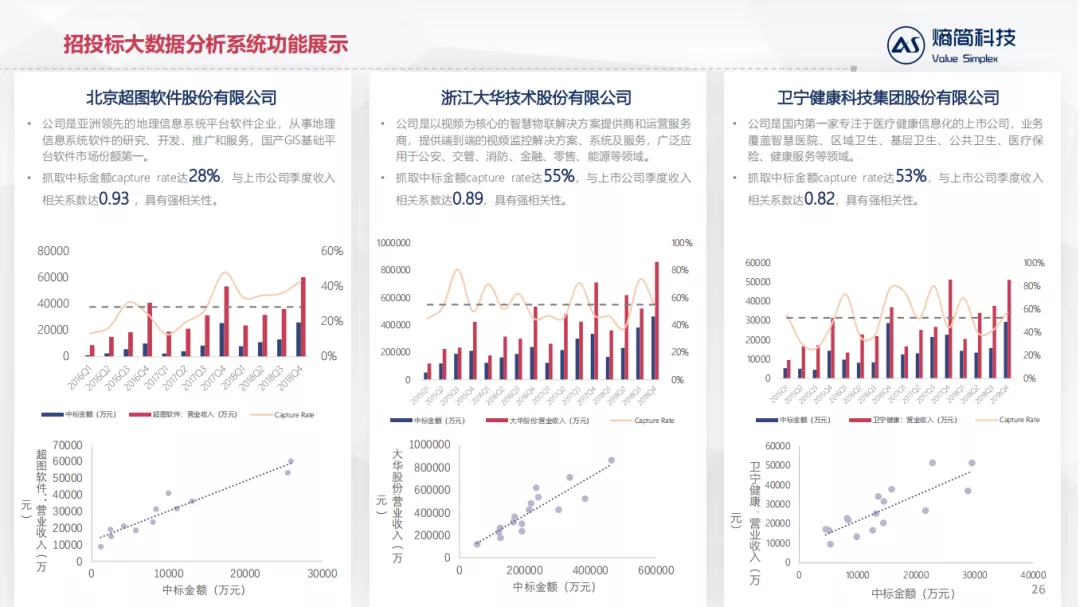 招投标大数据分析系统功能展示
熵简科技
Value Simplex
北京超图软件股份有限公司
• 公司是亚洲领先的地理信息系统平台软件企业，从事地理
信息系统软件的研究、开发、推广和服务，国产GIS基础平
台软件市场份额第一。
• 抓取中标金额capture rate达28%，与上市公司季度收入
相关系数达0.93 ，具有强相关性。
80000
60000
40000
20000
0
60%
40%
20%
0%
2016Q1
2016Q2
2016Q3
2016Q4
2017Q1
2017Q2
2017Q3
2017Q4
2018Q1
2018Q2
2018Q3
2018Q4
中标金额（万元）
超图软件：营业收入（万元）
Capture Rate
超图软件：营业收入（万元）
70000
60000
50000
40000
30000
20000
10000
0
0
10000
20000
30000
中标金额（万元）
浙江大华技术股份有限公司
• 公司是以视频为核心的智慧物联解决方案提供商和运营服务
商，提供端到端的视频监控解决方案、系统及服务，广泛应
用于公安、交管、消防、金融、零售、能源等领域。
• 抓取中标金额capture rate达55%，与上市公司季度收入
相关系数达0.89，具有强相关性。
1000000
800000
600000
400000
200000
0
100%
80%
60%
40%
20%
0%
2015Q1
2015Q2
2015Q3
2015Q4
2016Q1
2016Q2
2016Q3
2016Q4
2017Q1
2017Q2
2017Q3
2017Q4
2018Q1
2018Q2
2018Q3
2018Q4
中标金额（万元）
大华股份:营业收入（万元）
Capture Rate
大华股份营业收入（万元）
1000000
800000
600000
400000
200000
0
0
200000
400000
600000
中标金额（万元）
卫宁健康科技集团股份有限公司
• 公司是国内第一家专注于医疗健康信息化的上市公司，业务
覆盖智慧医院、区域卫生、基层卫生、公共卫生、医疗保
险、健康服务等领域。
• 抓取中标金额capture rate达53%，与上市公司季度收入
相关系数达0.82，具有强相关性。
60000
50000
40000
30000
20000
10000
0
100%
80%
60%
40%
20%
0%
2015Q1
2015Q2
2015Q3
2015Q4
2016Q1
2016Q2
2016Q3
2016Q4
2017Q1
2017Q2
2017Q3
2017Q4
2018Q1
2018Q2
2018Q3
2018Q4
中标金额（万元）
卫宁健康：营业收入（万元）
Capture Rate
卫宁健康：营业收入（万元）
60000
50000
40000
30000
20000
10000
0
0
10000
20000
30000
40000
中标金额（万元）
26